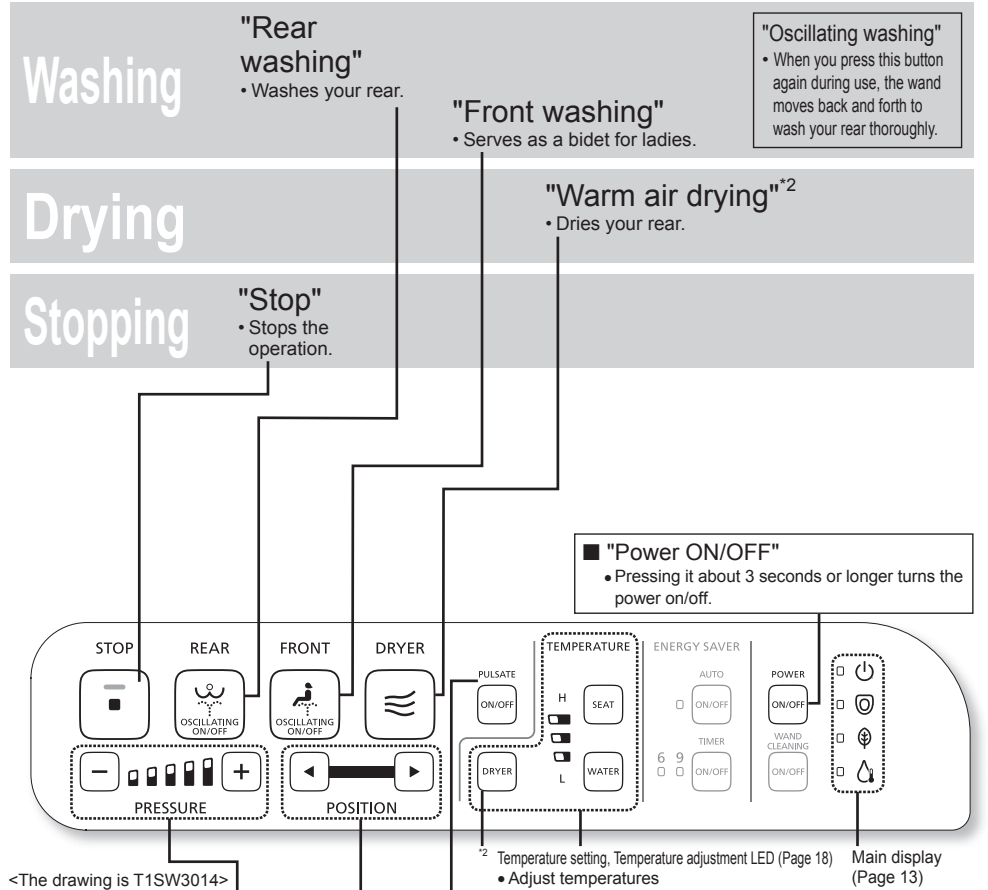 Washing
"Rear
washing"
• Washes your rear.
"Front washing"
• Serves as a bidet for ladies.
"Oscillating washing"
• When you press this button
again during use, the wand
moves back and forth to
wash your rear thoroughly.
Drying
"Warm air drying"*2
• Dries your rear.
Stopping
"Stop"
• Stops the
operation.
■ "Power ON/OFF"
• Pressing it about 3 seconds or longer turns the
power on/off.
STOP
REAR
FRONT
DRYER
OSCILLATING
ON/OFF
OSCILLATING
ON/OFF
PULSATE
ON/OFF
TEMPERATURE
H
SEAT
L
DRYER
WATER
ENERGY SAVER
AUTO
ON/OFF
TIMER
6 9
ON/OFF
POWER
ON/OFF
WAND
CLEANING
ON/OFF
− +
PRESSURE
POSITION
<The drawing is T1SW3014>
*2 Temperature setting, Temperature adjustment LED (Page 18)
• Adjust temperatures
Main display
(Page 13)